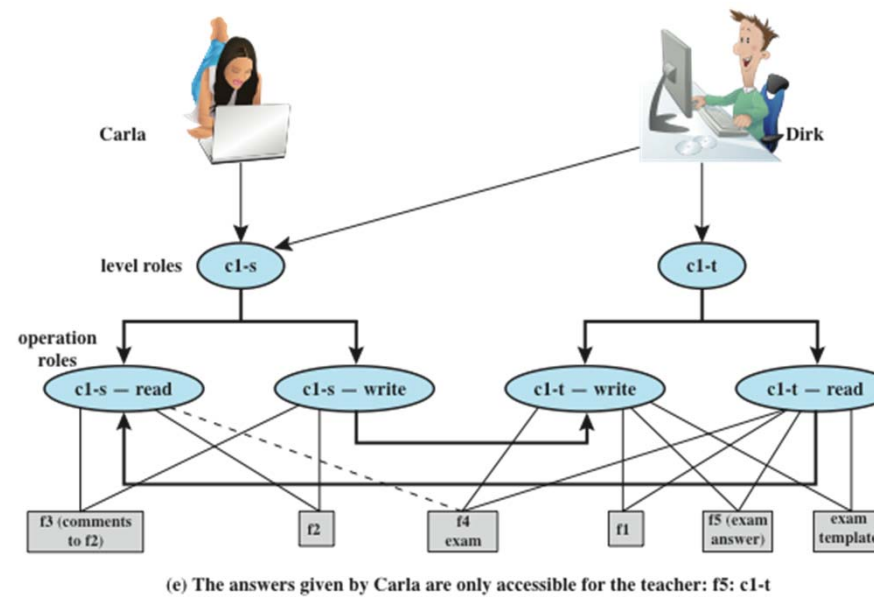 Carla
Dirk
level roles
c1-s
c1-t
operation
roles
c1-s — read
c1-s — write
c1-t — write
c1-t — read
f3 (comments
to f2)
f2
f4
exam
f1
f5 (exam
answer)
exam
template
(e) The answers given by Carla are only accessible for the teacher: f5: c1-t